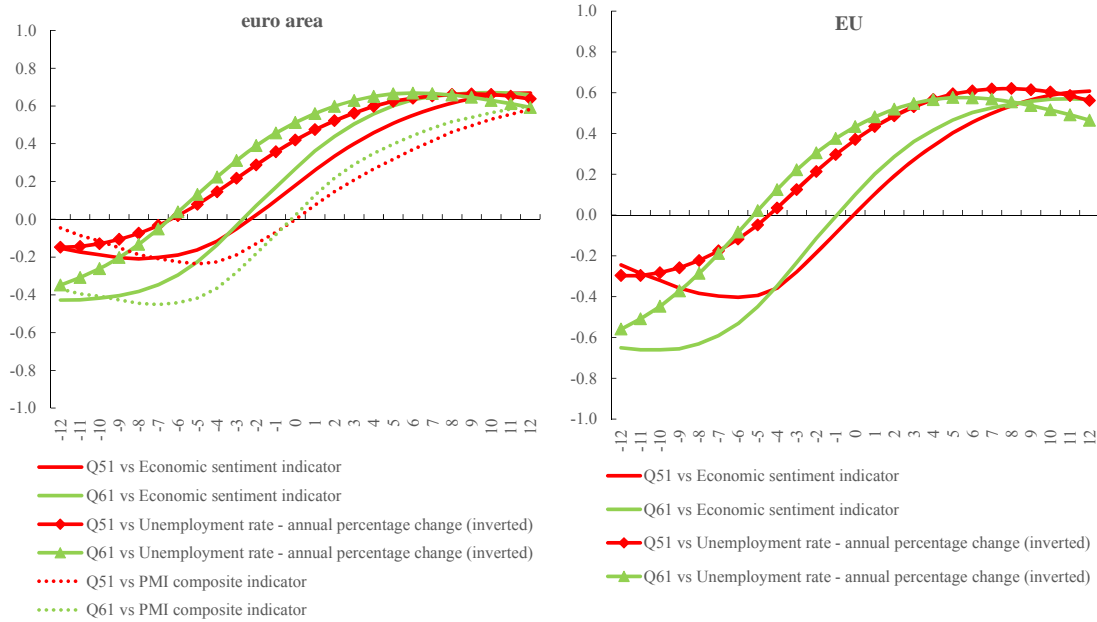 euro area
1.0
0.8
0.6
0.4
0.2
0.0
-0.2
-0.4
-0.6
-0.8
-1.0
-12 -11 -10 -9 -8 -7 -6 -5 -4 -3 -2 -1 0 1 2 3 4 5 6 7 8 9 10 11 12
Q51 vs Economic sentiment indicator
Q61 vs Economic sentiment indicator
Q51 vs Unemployment rate - annual percentage change (inverted)
Q61 vs Unemployment rate - annual percentage change (inverted)
Q51 vs PMI composite indicator
Q61 vs PMI composite indicator
EU
1.0
0.8
0.6
0.4
0.2
0.0
-0.2
-0.4
-0.6
-0.8
-1.0
-12 -11 -10 -9 -8 -7 -6 -5 -4 -3 -2 -1 0 1 2 3 4 5 6 7 8 9 10 11 12
Q51 vs Economic sentiment indicator
Q61 vs Economic sentiment indicator
Q51 vs Unemployment rate - annual percentage change (inverted)
Q61 vs Unemployment rate - annual percentage change (inverted)